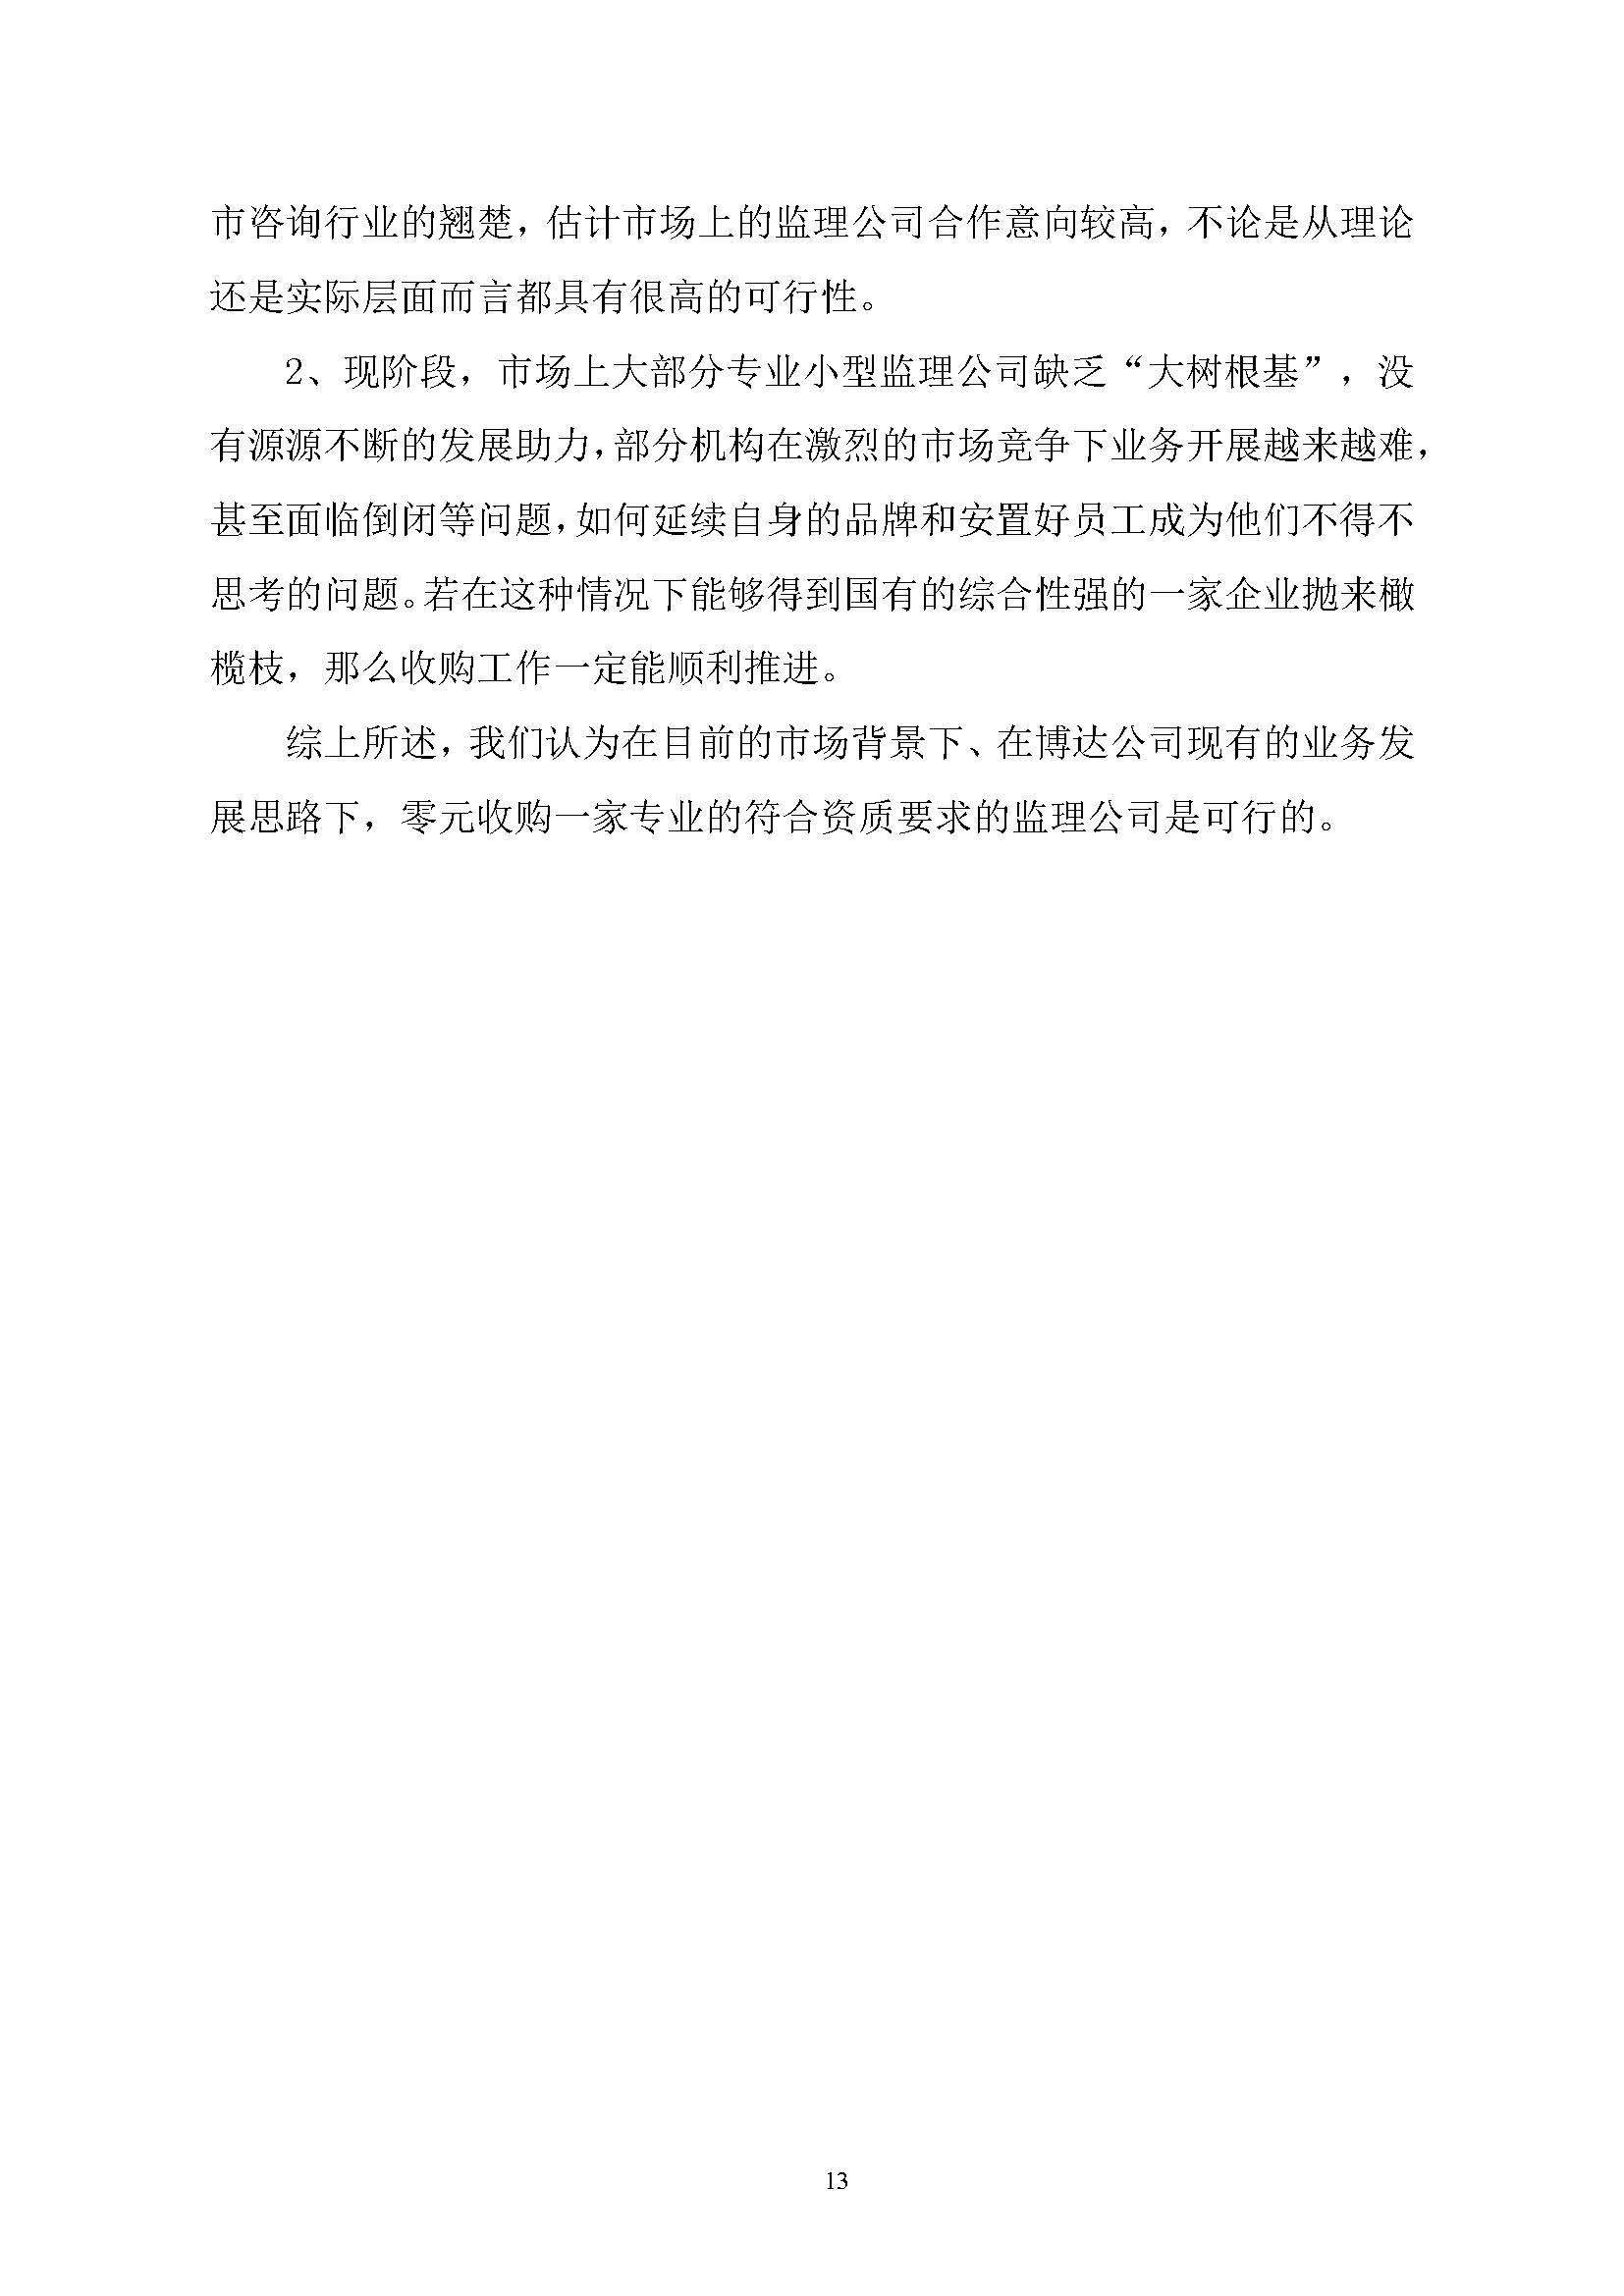 市咨询行业的翘楚，估计市场上的监理公司合作意向较高，不论是从理论
还是实际层面而言都具有很高的可行性。
2、现阶段，市场上大部分专业小型监理公司缺乏“大树根基”，没
有源源不断的发展助力，部分机构在激烈的市场竞争下业务开展越来越难，
甚至面临倒闭等问题，如何延续自身的品牌和安置好员工成为他们不得不
思考的问题。若在这种情况下能够得到国有的综合性强的一家企业抛来橄
榄枝，那么收购工作一定能顺利推进。
综上所述，我们认为在目前的市场背景下、在博达公司现有的业务发
展思路下，零元收购一家专业的符合资质要求的监理公司是可行的。
13